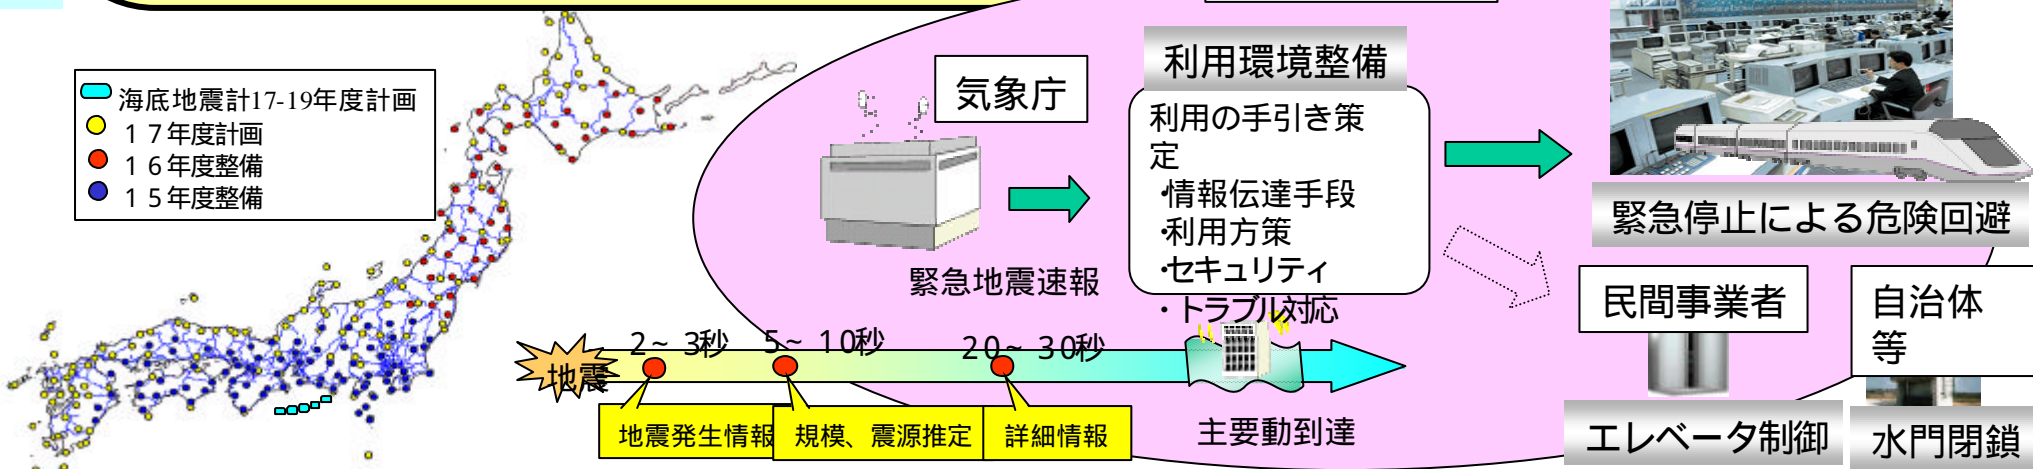 海底地震計17-19年度計画
１７年度計画
１６年度整備
１５年度整備
気象庁
緊急地震速報
利用環境整備
利用の手引き策
定
・情報伝達手段
・利用方策
・セキュリティ
・トラブル対応
緊急停止による危険回避
民間事業者
自治体
等
エレベータ制御
水門閉鎖
地震
２～３秒
５～１０秒
２０～３０秒
地震発生情報
規模、震源推定
詳細情報
主要動到達